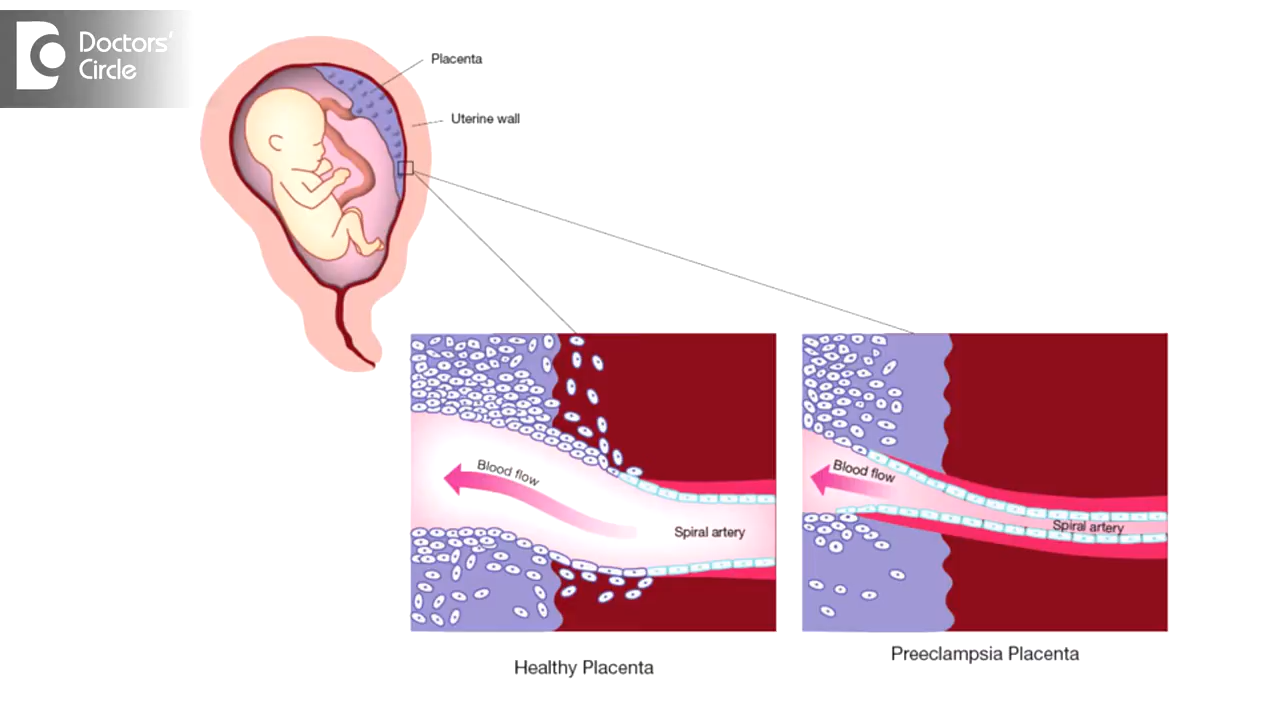 Doctors'
Circle
Placenta
Uterine wall
Blood flow
Spiral artery
Blood flow
Spiral artery
Healthy Placenta
Preeclampsia Placenta